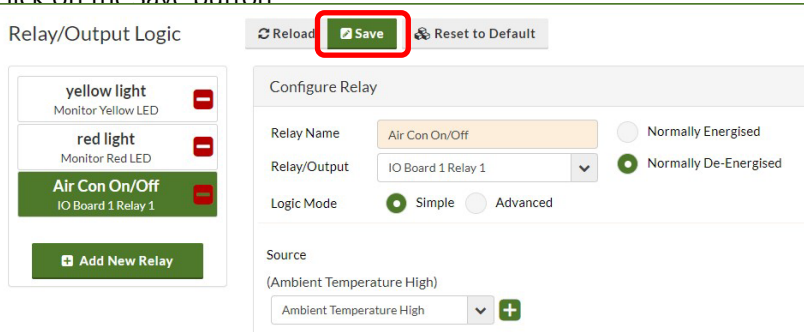 Relay/Output Logic
Reload Save Reset to Default
yellow light
Monitor Yellow LED
red light
Monitor Red LED
Air Con On/Off
IO Board 1 Relay 1
Add New Relay
Configure Relay
Relay Name Air Con On/Off Normally Energised
Relay/Output IO Board 1 Relay 1 Normally De-Energised
Logic Mode Simple Advanced
Source
(Ambient Temperature High)
Ambient Temperature High